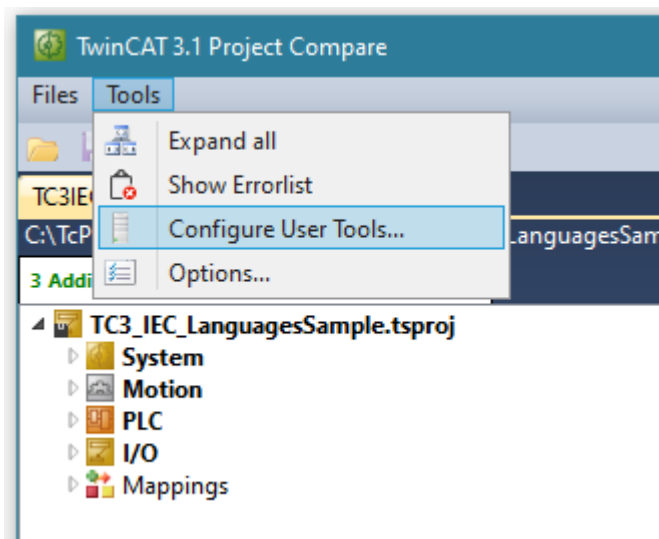 TwinCAT 3.1 Project Compare
Files Tools
Expand all
Show Errorlist
TC3IE
Configure User Tools...
C:\TcP
LanguagesSam
Options...
3 Addi
TC3_IEC_LanguagesSample.tsproj
System
Motion
PLC
I/O
Mappings